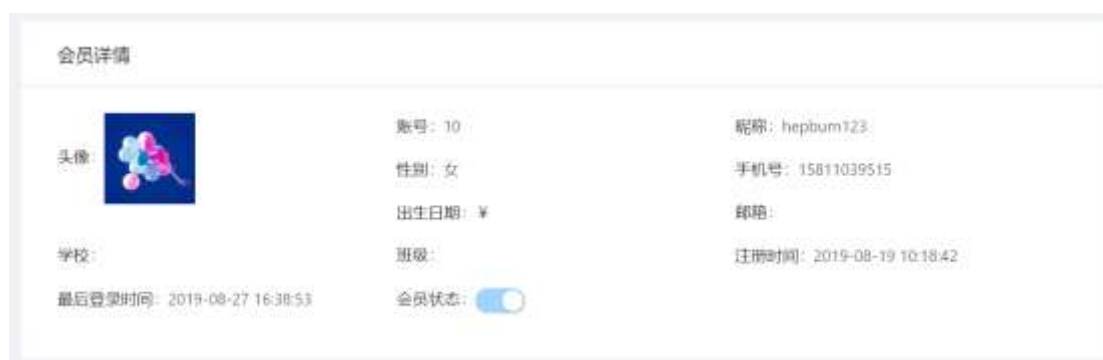 会员详情
头像:
账号: 10
昵称: hepburn123
性别: 女
手机号: 15811039515
出生日期: ¥
邮箱:
学校:
班级:
注册时间: 2019-08-19 10:18:42
最后登录时间: 2019-08-27 16:38:53
会员状态: